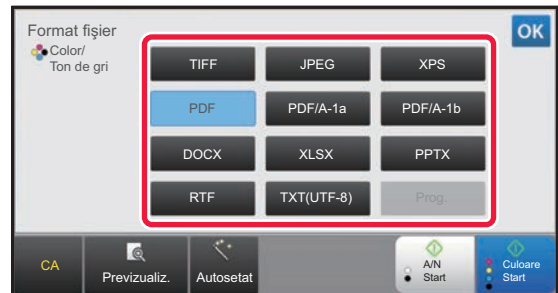 Format fișier
OK
Color/
Ton de gri
TIFF
JPEG
XPS
PDF
PDF/A-1a
PDF/A-1b
DOCX
XLSX
PPTX
RTF
TXT(UTF-8)
Prog.
CA
Previzualiz.
Autosetat
A/N
Start
Culoare
Start